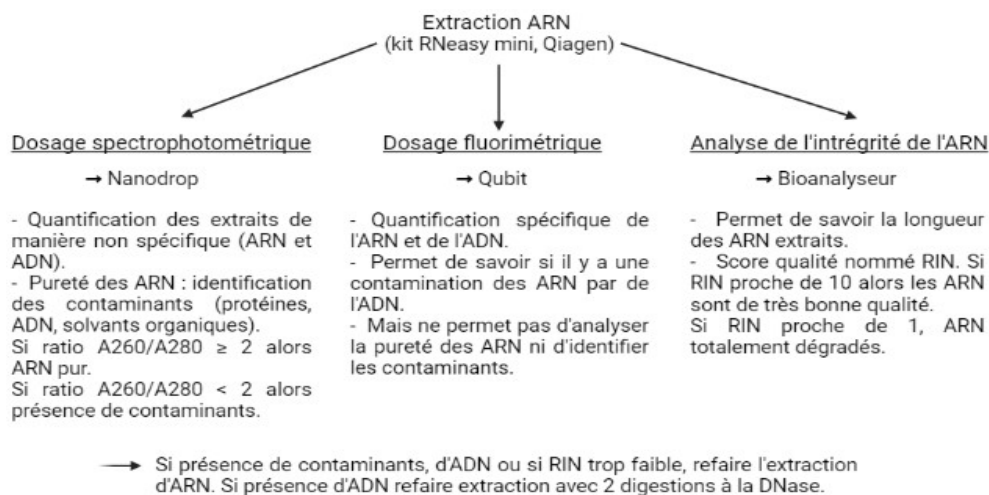 Extraction ARN
(kit RNeasy mini, Qiagen)
Dosage spectrophotométrique
→ Nanodrop
- Quantification des extraits de
manière non spécifique (ARN et
ADN).
- Pureté des ARN : identification
des contaminants (protéines,
ADN, solvants organiques).
Si ratio A260/A280 ≥ 2 alors
ARN pur.
Si ratio A260/A280 < 2 alors
présence de contaminants.
Dosage fluorimétrique
→ Qubit
- Quantification spécifique de
l'ARN et de l'ADN.
- Permet de savoir si il y a une
contamination des ARN par de
l'ADN.
- Mais ne permet pas d'analyser
la pureté des ARN ni d'identifier
les contaminants.
Analyse de l'intrégrité de l'ARN
→ Bioanalyseur
- Permet de savoir la longueur
des ARN extraits.
- Score qualité nommé RIN. Si
RIN proche de 10 alors les ARN
sont de très bonne qualité.
Si RIN proche de 1, ARN
totalement dégradés.
→ Si présence de contaminants, d'ADN ou si RIN trop faible, refaire l'extraction
d'ARN. Si présence d'ADN refaire extraction avec 2 digestions à la DNase.